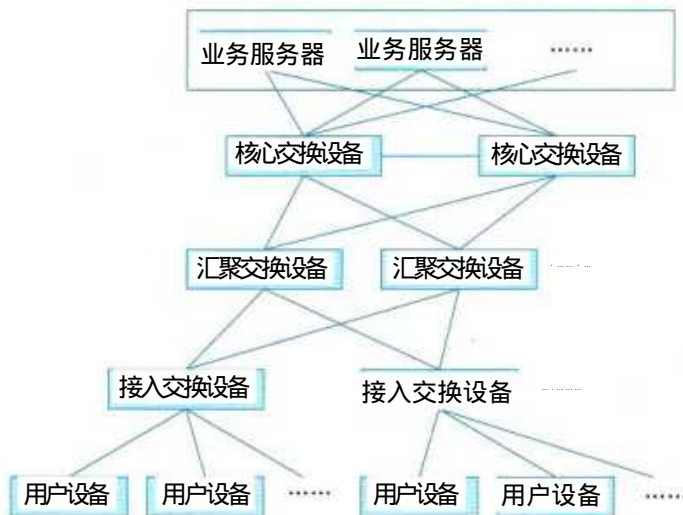 业务服务器 业务服务器 ……
核心交换设备 核心交换设备
汇聚交换设备 汇聚交换设备 ……
接入交换设备 接入交换设备 ……
用户设备 用户设备 …… 用户设备 用户设备 ……